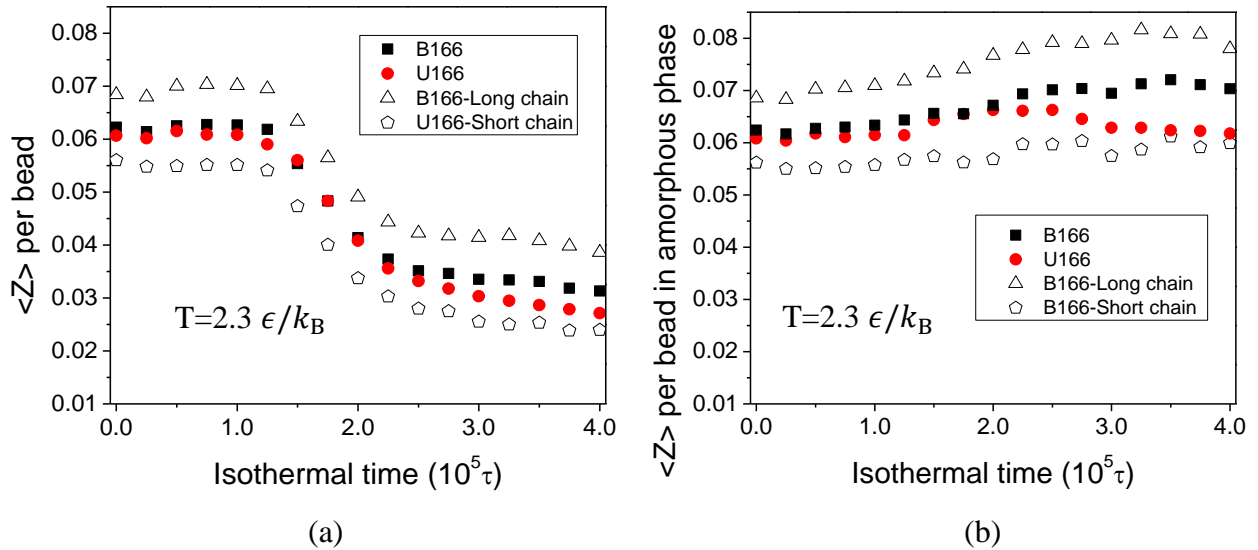 0.08
0.07
0.06
0.05
0.04
0.03
0.02
0.01
<Z> per bead
B166
U166
B166-Long chain
U166-Short chain
T=2.3 ϵ/k_B
0.0 1.0 2.0 3.0 4.0
Isothermal time (10⁵τ)
(a)
0.08
0.07
0.06
0.05
0.04
0.03
0.02
0.01
<Z> per bead in amorphous phase
B166
U166
B166-Long chain
B166-Short chain
T=2.3 ϵ/k_B
0.0 1.0 2.0 3.0 4.0
Isothermal time (10⁵τ)
(b)